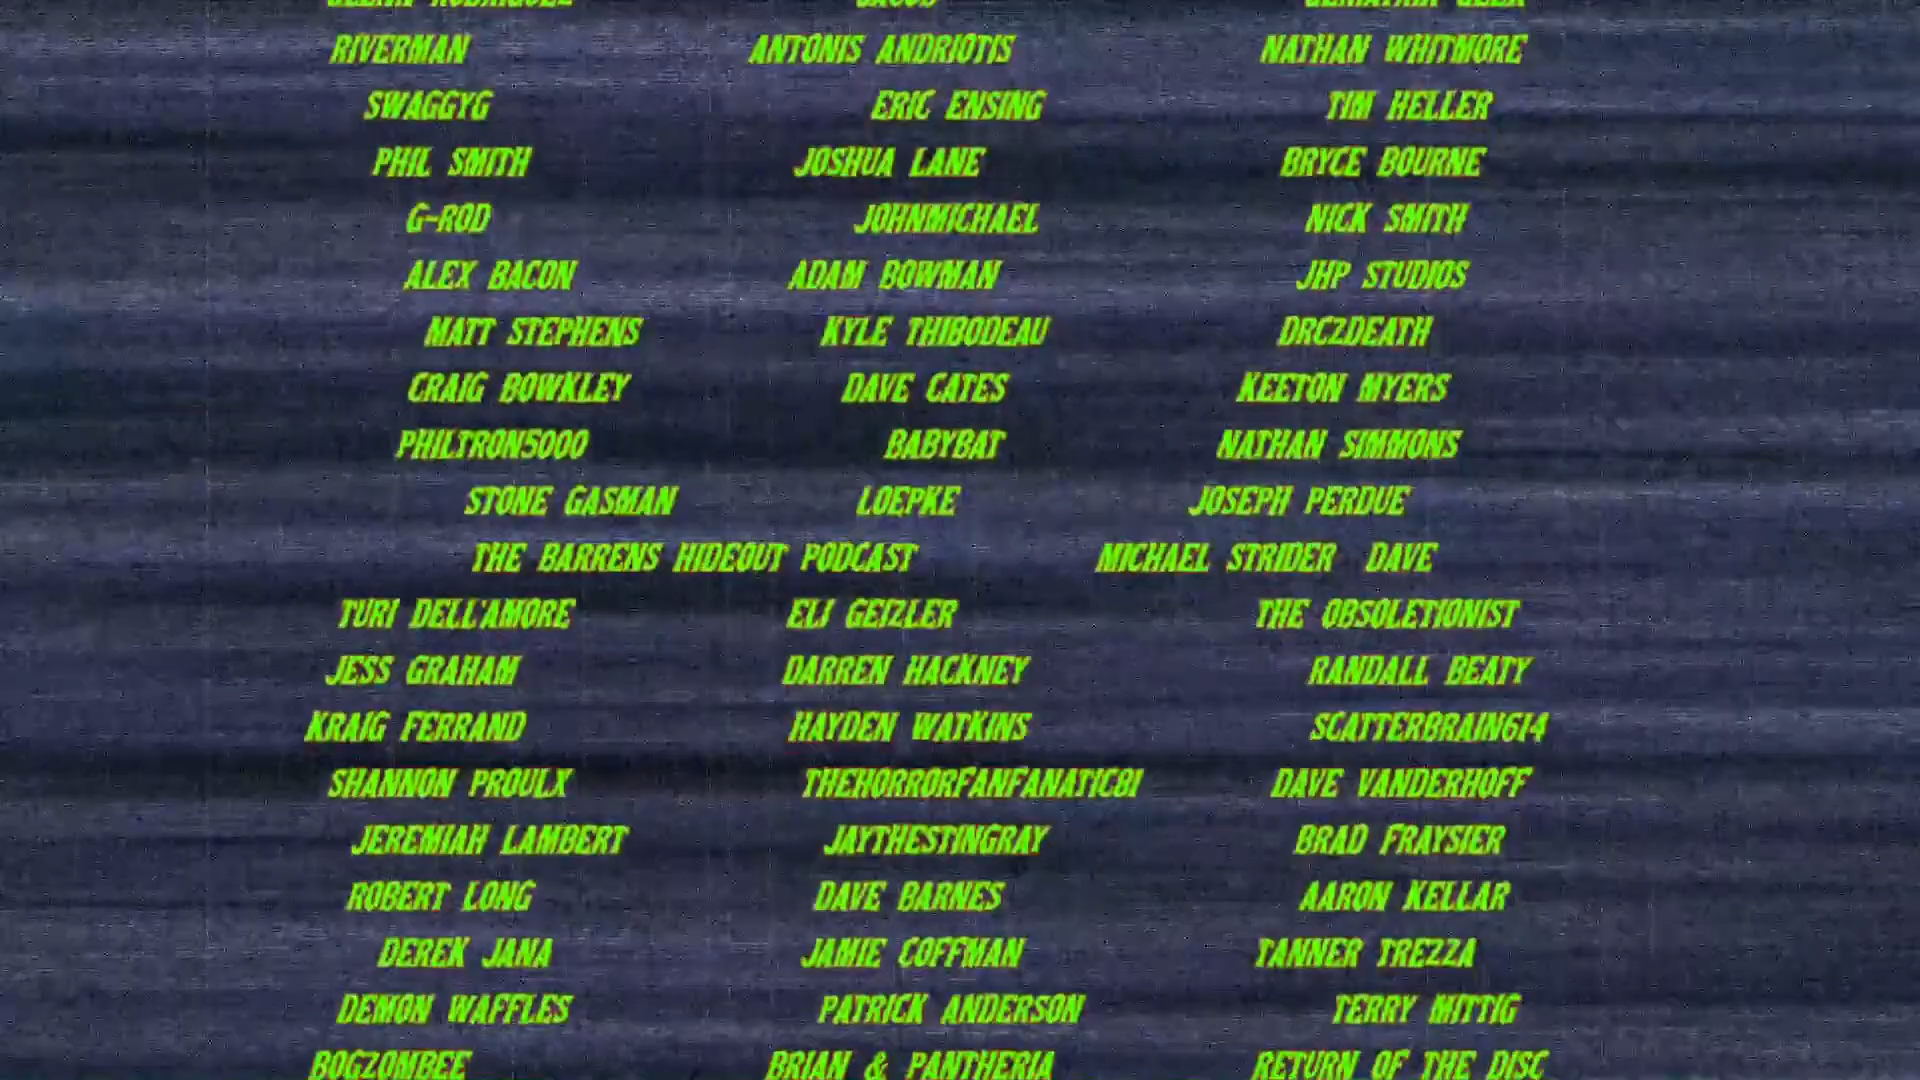 RIVERMAN ANTONIS ANDRIOTIS NATHAN WHITMORE
SWAGGYG ERIC ENSING TIM HELLER
PHIL SMITH JOSHUA LANE BRYCE BOURNE
G-ROD JOHNMICHAEL NICK SMITH
ALEX BACON ADAM BOWMAN JHP STUDIOS
MATT STEPHENS KYLE THIBODEAU DRCZDEATH
CRAIG BOWKLEY DAVE CATES KEETON MYERS
PHILTRON5000 BABYBAT NATHAN SIMMONS
STONE GASMAN LOEPKE JOSEPH PERDUE
THE BARRENS HIDEOUT PODCAST MICHAEL STRIDER DAVE
TURI DELL'AMORE ELI GEIZLER THE OBSOLETIONIST
JESS GRAHAM DARREN HACKNEY RANDALL BEATY
KRAIG FERRAND HAYDEN WATKINS SCATTERBRAIN614
SHANNON PROULX THEHORRORFANFANATIC81 DAVE VANDERHOFF
JEREMIAH LAMBERT JAYTHESTINGRAY BRAD FRAYSIER
ROBERT LONG DAVE BARNES AARON KELLAR
DEREK JANA JAMIE COFFMAN TANNER TREZZA
DEMON WAFFLES PATRICK ANDERSON TERRY MITTIG
BOGZOMBEE BRIAN & PANTHERIA RETURN OF THE DISC